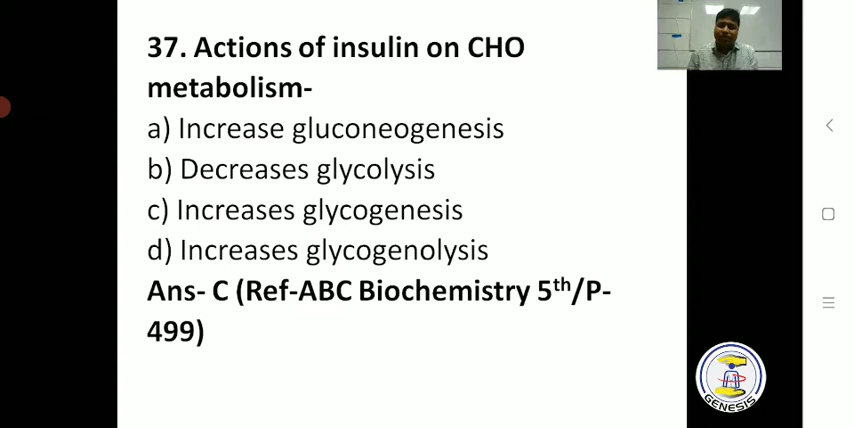 37. Actions of insulin on CHO
metabolism-
a) Increase gluconeogenesis
b) Decreases glycolysis
c) Increases glycogenesis
d) Increases glycogenolysis
Ans- C (Ref-ABC Biochemistry 5th/P-
499)
GENESIS